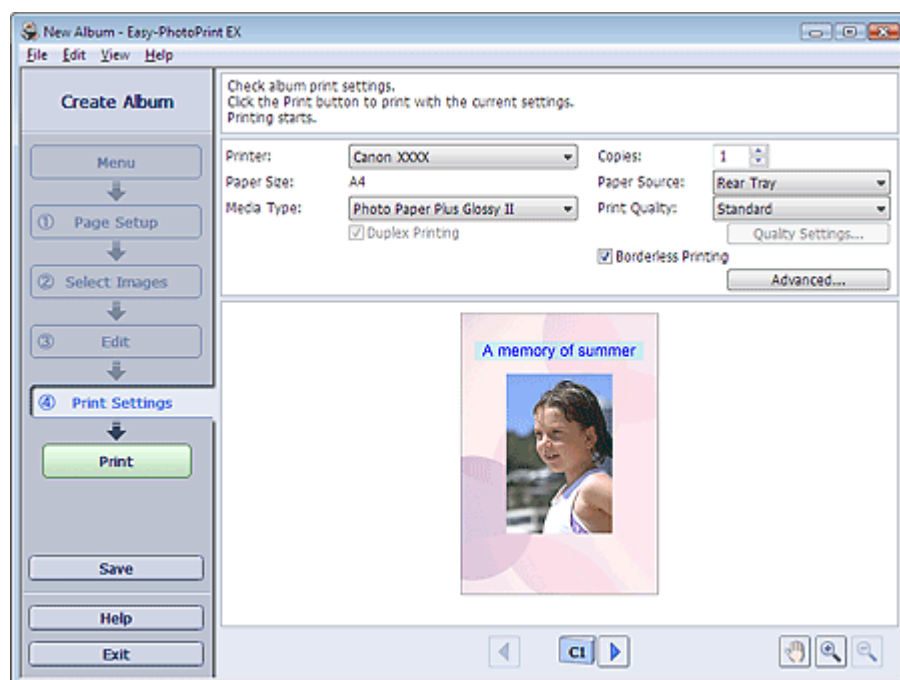 New Album - Easy-PhotoPrint EX
File Edit View Help
Create Album
Menu
① Page Setup
② Select Images
③ Edit
④ Print Settings
Print
Save
Help
Exit
Check album print settings.
Click the Print button to print with the current settings.
Printing starts.
Printer: Canon XXXX
Copies: 1
Paper Size: A4
Paper Source: Rear Tray
Media Type: Photo Paper Plus Glossy II
Print Quality: Standard
Duplex Printing
Quality Settings...
Borderless Printing
Advanced...
A memory of summer
C1